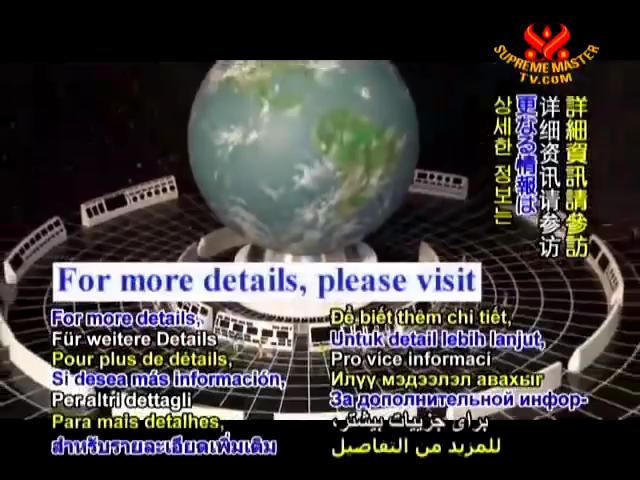 SUPREME MASTER
TV.COM
詳細資訊請參訪
详细资讯请参访
更なる情報は
상세한 정보는
For more details, please visit
For more details,
Für weitere Details
Pour plus de détails,
Si desea más información,
Per altri dettagli
Para mais detalhes,
สำหรับรายละเอียดเพิ่มเติม
Để biết thêm chi tiết,
Untuk detail lebih lanjut,
Pro více informací
Илүү мэдээлэл авахыг
За дополнительной инфор-
برای جزییات بیشتر،
للمزيد من التفاصيل